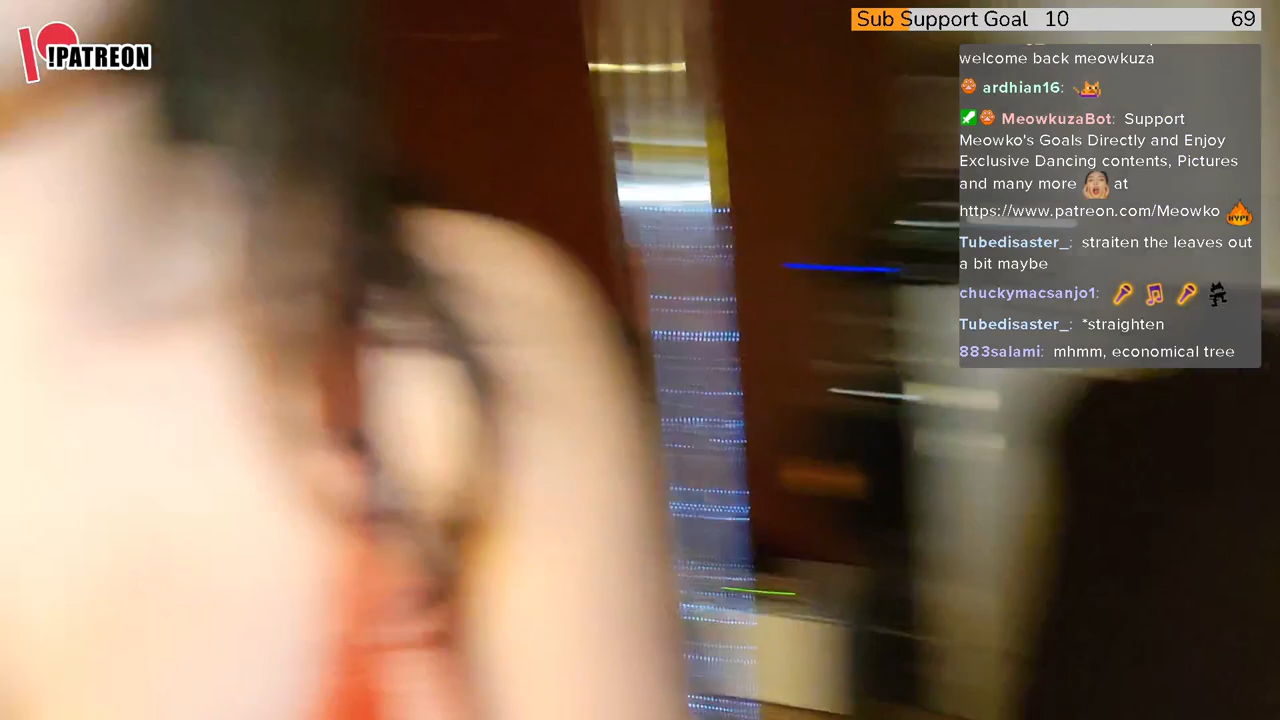 !PATREON
Sub Support Goal 10 69
welcome back meowkuza
ardhian16:
MeowkuzaBot: Support
Meowko's Goals Directly and Enjoy
Exclusive Dancing contents, Pictures
and many more at
https://www.patreon.com/Meowko HYPE
Tubedisaster_: straiten the leaves out
a bit maybe
chuckymacsanjo1:
Tubedisaster_: *straighten
883salami: mhmm, economical tree